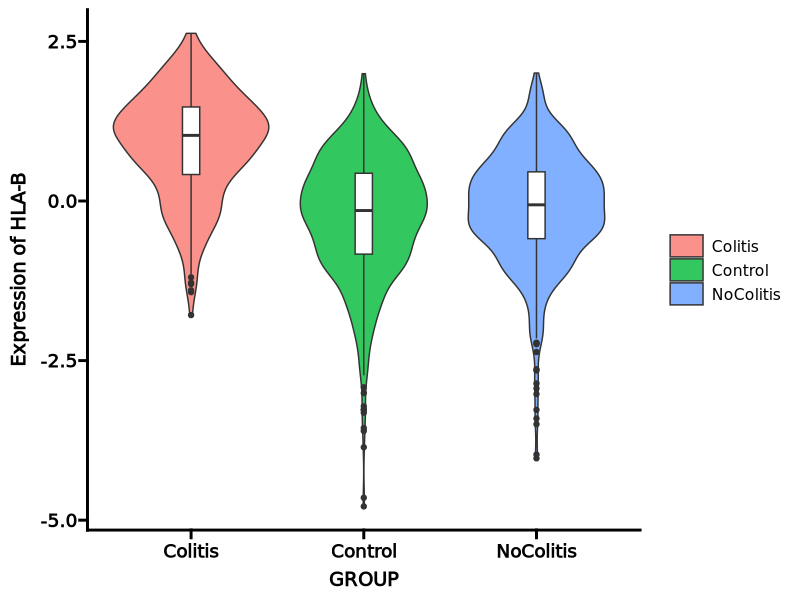 2.5
0.0
-2.5
-5.0
Expression of HLA-B
Colitis
Control
NoColitis
GROUP
Colitis
Control
NoColitis